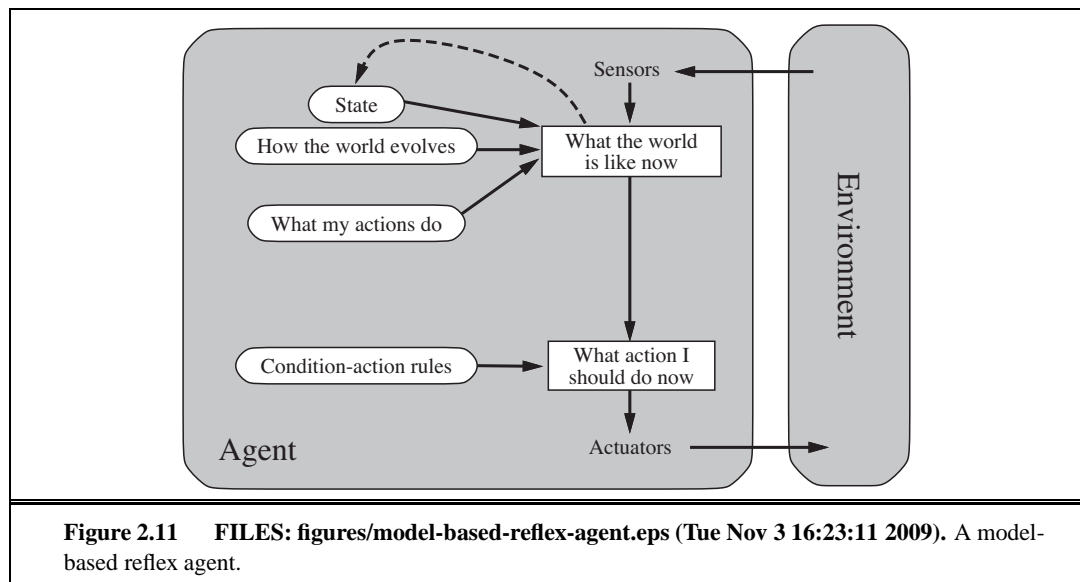 Sensors
State
How the world evolves
What the world
is like now
What my actions do
Environment
Condition-action rules
What action I
should do now
Agent
Actuators
Figure 2.11 FILES: figures/model-based-reflex-agent.eps (Tue Nov 3 16:23:11 2009). A model-
based reflex agent.